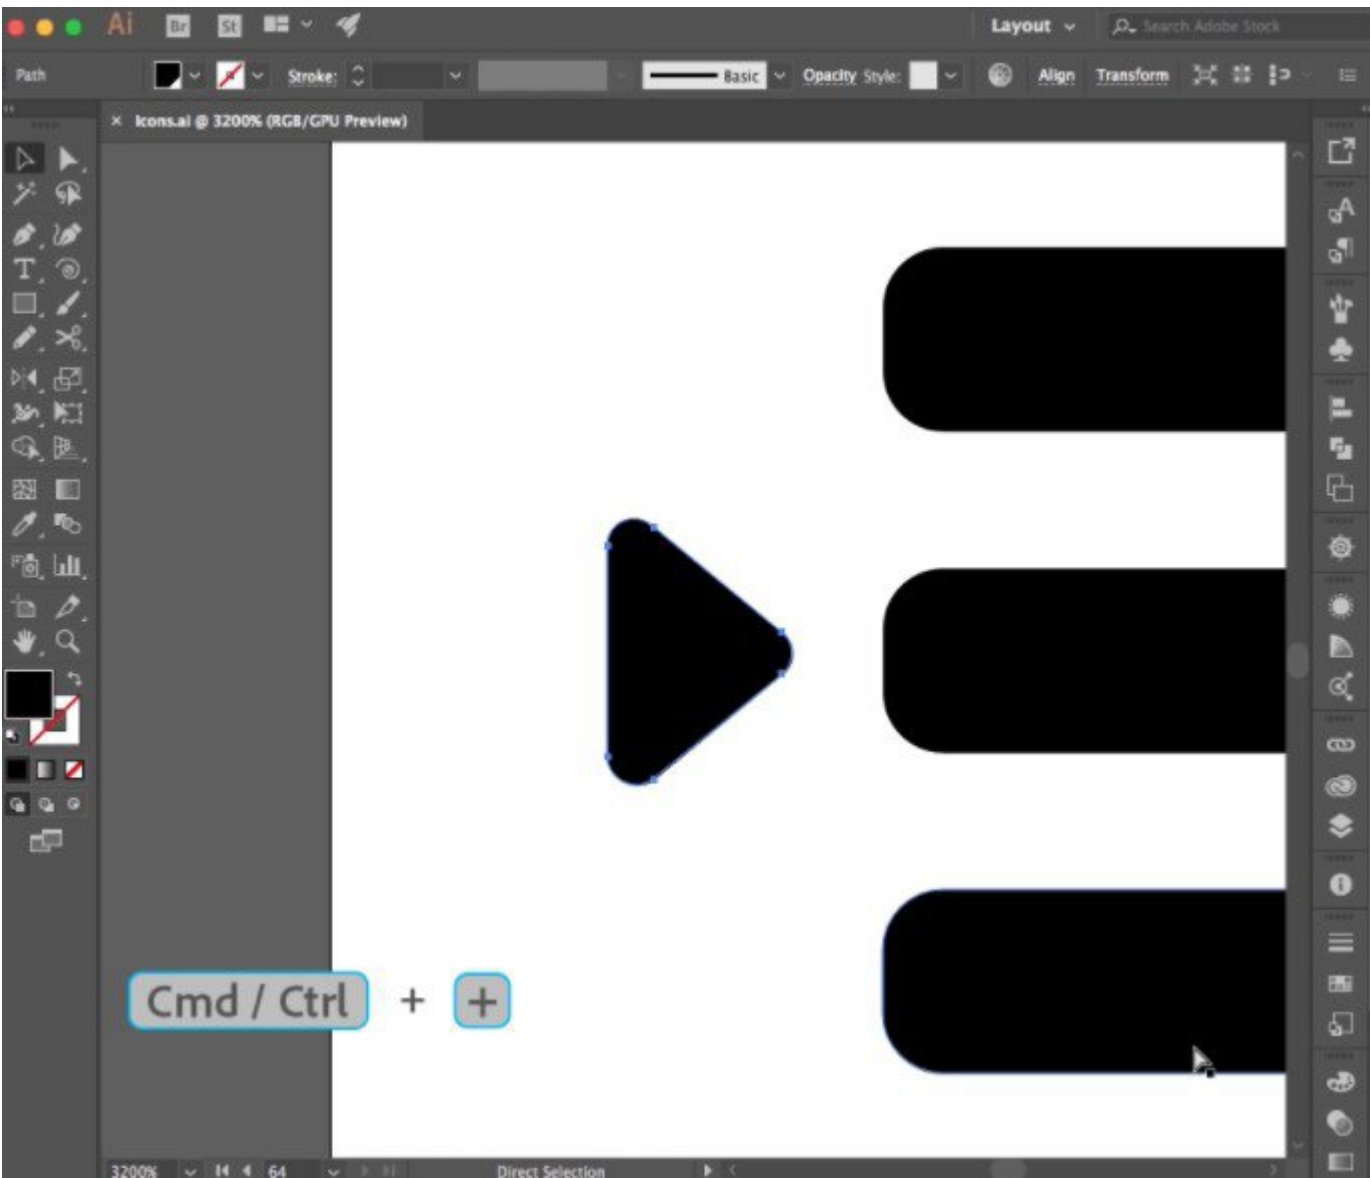 Ai Br St Layout Search Adobe Stock
Path Stroke: Basic Opacity Style: Align Transform
× Icons.ai @ 3200% (RGB/GPU Preview)
Cmd / Ctrl + +
3200% 64 Direct Selection